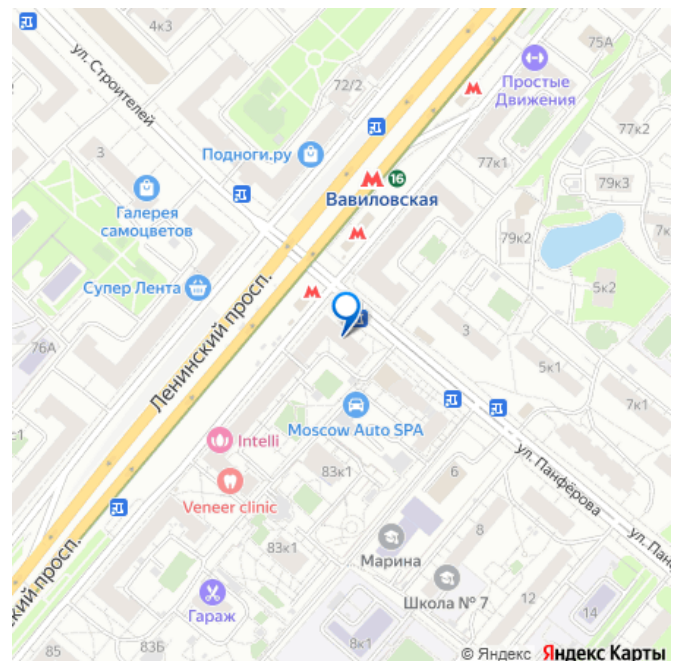 4к3
75А
ул. Строителей
Простые
Движения
72/2
77к2
Подноги.ру
3
77к1
М 16
79к3
Вавиловская
Галерея
самоцветов
79к2
7к
Ленинский просп.
Супер Лента
5к2
3
76А
5к1
7к1
Moscow Auto SPA
с1
Intelli
83к1
6
ул. Панфёрова
Veneer clinic
8
ул. Пан
83к1
Марина
ский просп.
Школа № 7
12
14
Гараж
85
83Б
8к1
© Яндекс Яндекс Карты